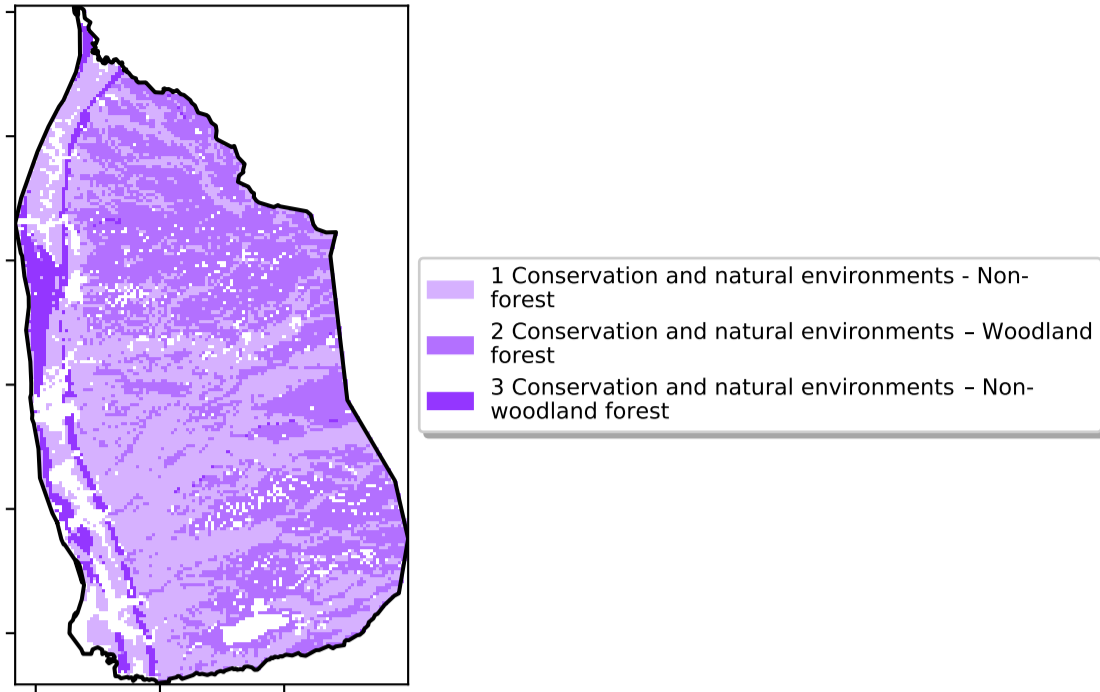 1 Conservation and natural environments - Non-
forest
2 Conservation and natural environments – Woodland
forest
3 Conservation and natural environments – Non-
woodland forest